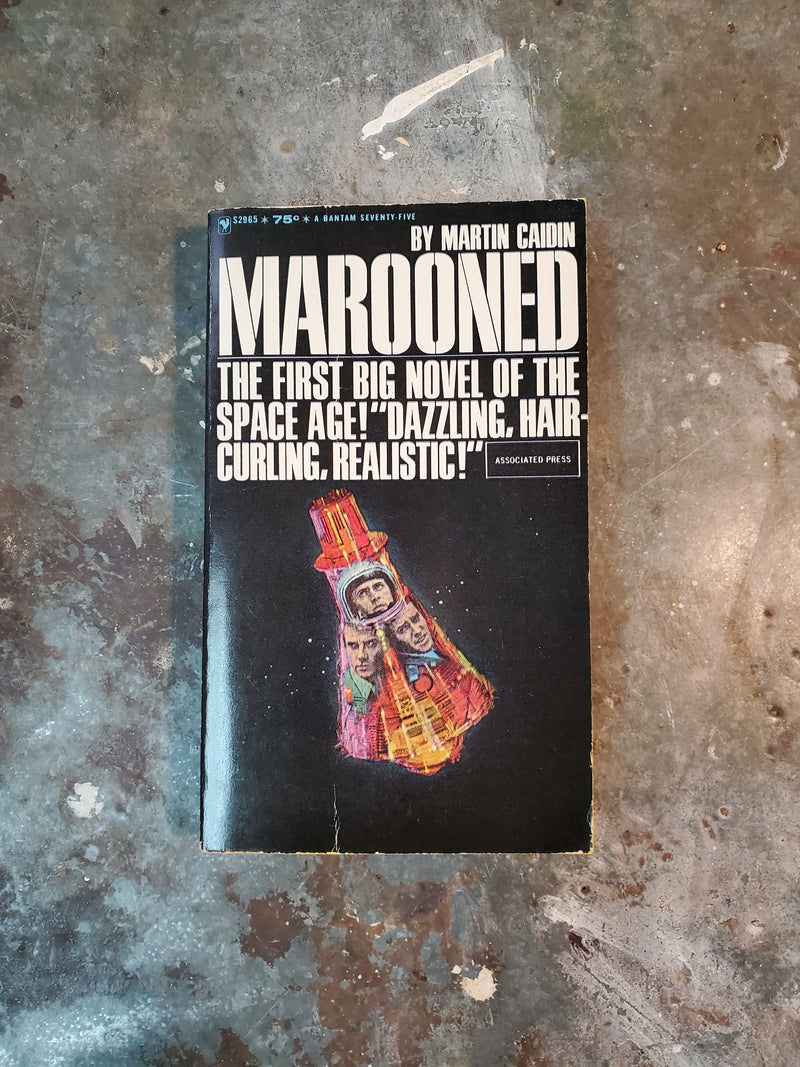 S2965 * 75¢ * A BANTAM SEVENTY-FIVE
BY MARTIN CAIDIN
MAROONED
THE FIRST BIG NOVEL OF THE
SPACE AGE! "DAZZLING, HAIR-
CURLING, REALISTIC!"
ASSOCIATED PRESS